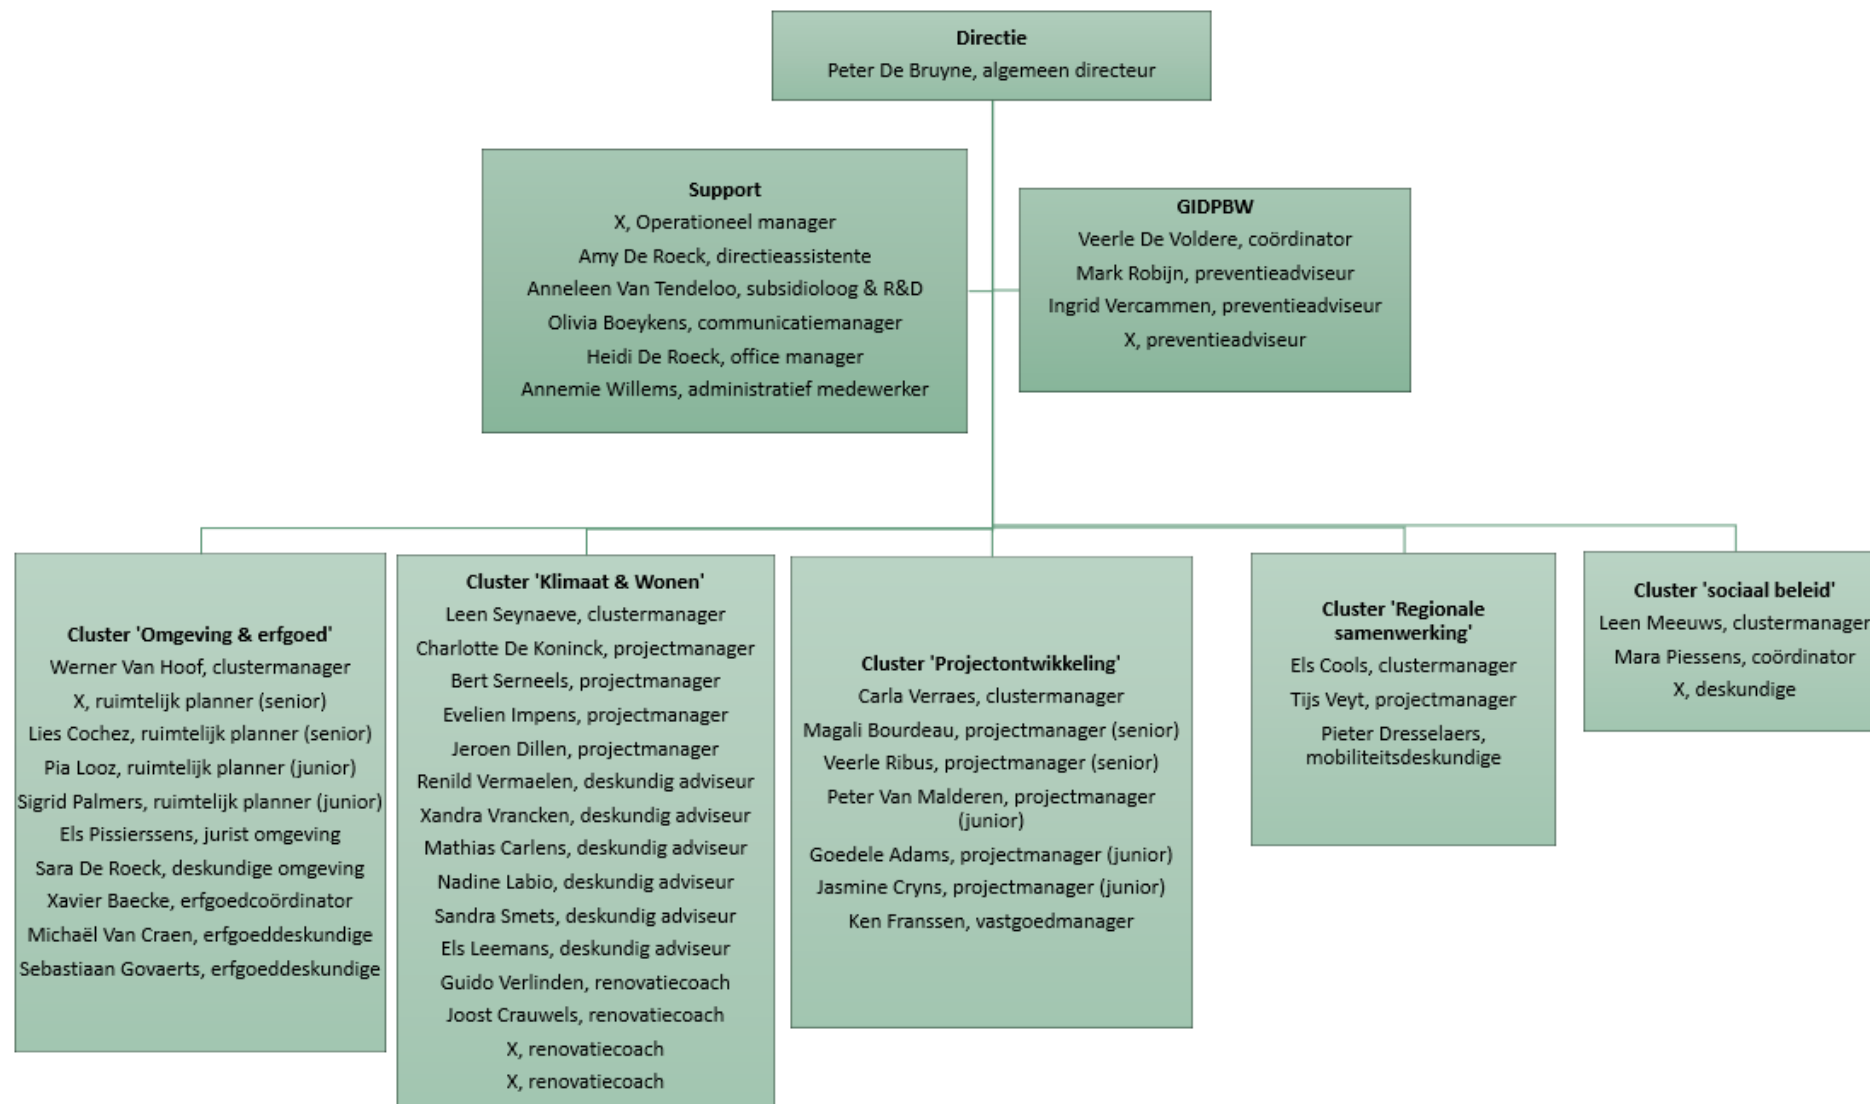 Directie
Peter De Bruyne, algemeen directeur
Support
X, Operationeel manager
Amy De Roeck, directieassistente
Anneleen Van Tendeloo, subsidioloog & R&D
Olivia Boeykens, communicatiemanager
Heidi De Roeck, office manager
Annemie Willems, administratief medewerker
GIDPBW
Veerle De Voldere, coördinator
Mark Robijn, preventieadviseur
Ingrid Vercammen, preventieadviseur
X, preventieadviseur
Cluster 'Omgeving & erfgoed'
Werner Van Hoof, clustermanager
X, ruimtelijk planner (senior)
Lies Cochez, ruimtelijk planner (senior)
Pia Looz, ruimtelijk planner (junior)
Sigrid Palmers, ruimtelijk planner (junior)
Els Pissierssens, jurist omgeving
Sara De Roeck, deskundige omgeving
Xavier Baecke, erfgoedcoördinator
Michaël Van Craen, erfgoeddeskundige
Sebastiaan Govaerts, erfgoeddeskundige
Cluster 'Klimaat & Wonen'
Leen Seynaeve, clustermanager
Charlotte De Koninck, projectmanager
Bert Serneels, projectmanager
Evelien Impens, projectmanager
Jeroen Dillen, projectmanager
Renild Vermaelen, deskundig adviseur
Xandra Vrancken, deskundig adviseur
Mathias Carlens, deskundig adviseur
Nadine Labio, deskundig adviseur
Sandra Smets, deskundig adviseur
Els Leemans, deskundig adviseur
Guido Verlinden, renovatiecoach
Joost Crauwels, renovatiecoach
X, renovatiecoach
X, renovatiecoach
Cluster 'Projectontwikkeling'
Carla Verraes, clustermanager
Magali Bourdeau, projectmanager (senior)
Veerle Ribus, projectmanager (senior)
Peter Van Malderen, projectmanager
(junior)
Goedele Adams, projectmanager (junior)
Jasmine Cryns, projectmanager (junior)
Ken Franssen, vastgoedmanager
Cluster 'Regionale
samenwerking'
Els Cools, clustermanager
Tijs Veyt, projectmanager
Pieter Dresselaers,
mobiliteitsdeskundige
Cluster 'sociaal beleid'
Leen Meeuws, clustermanager
Mara Piessens, coördinator
X, deskundige